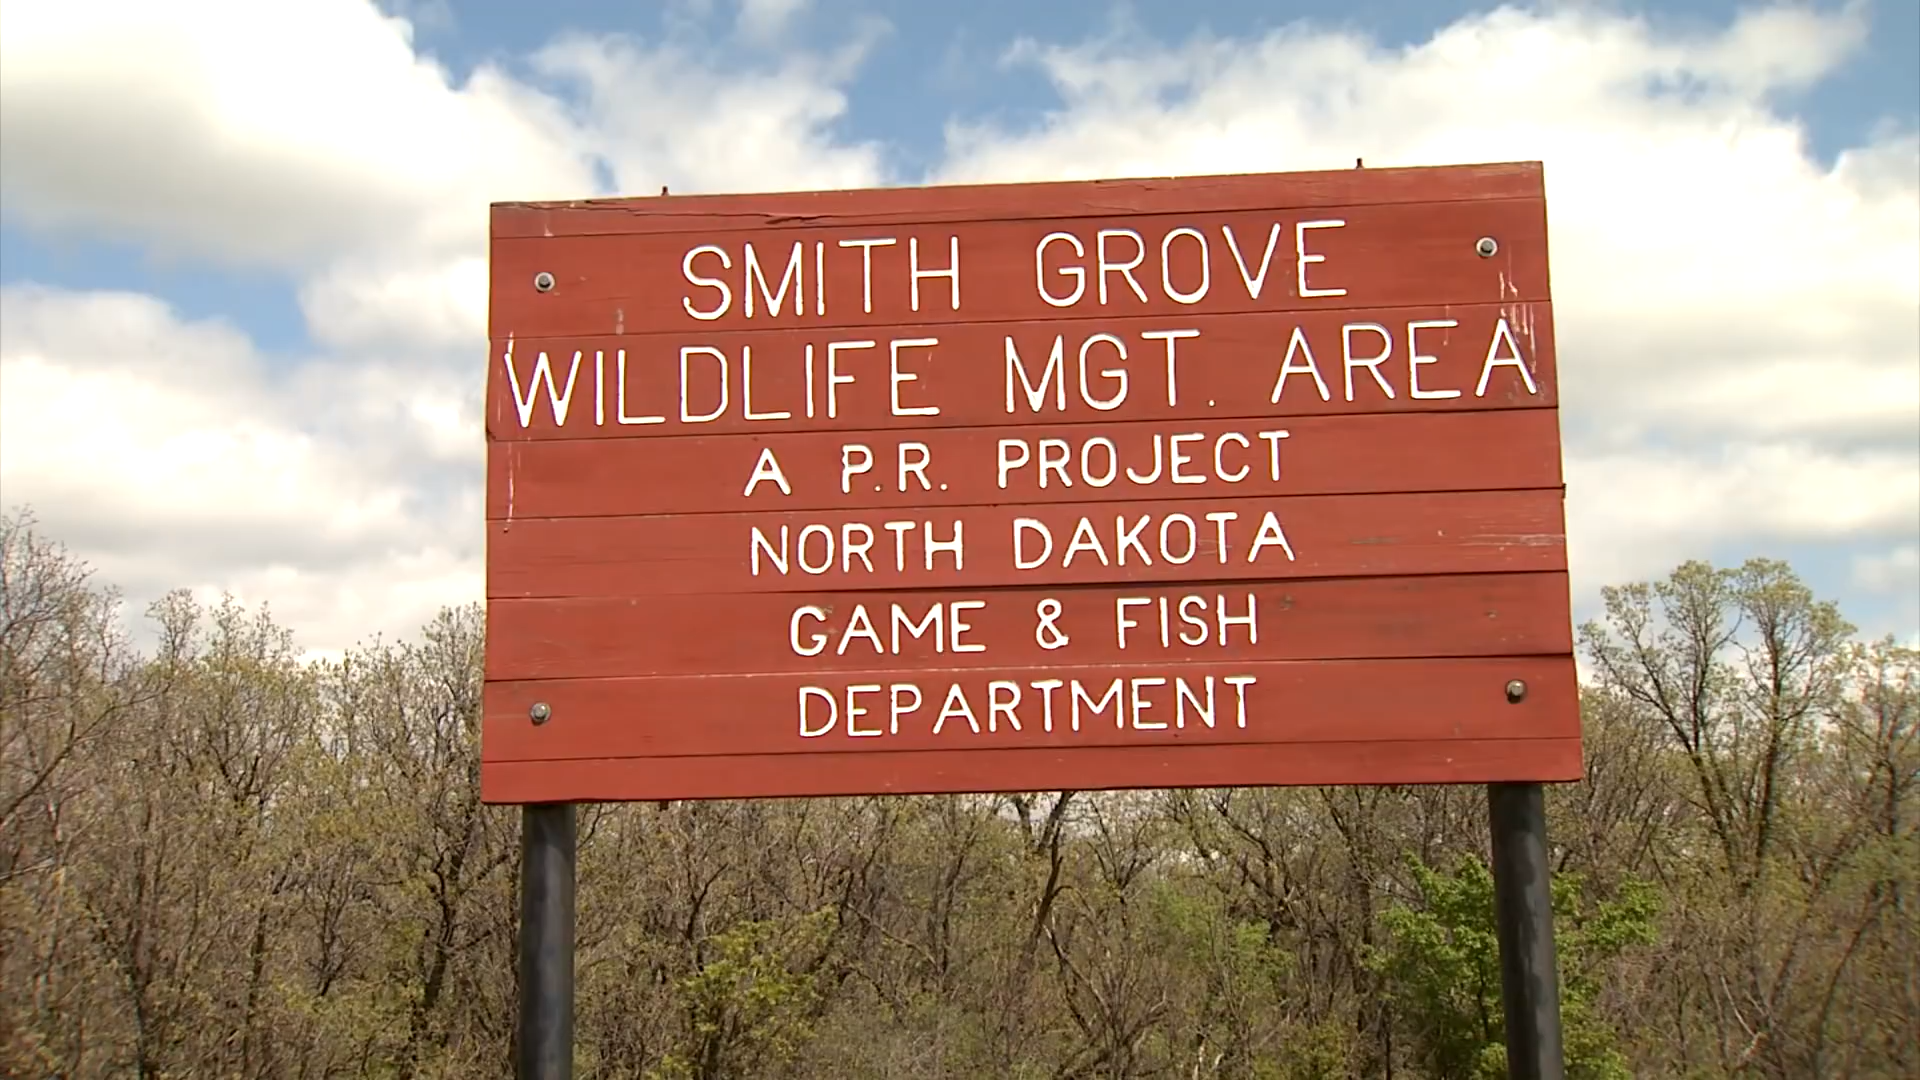 SMITH GROVE
WILDLIFE MGT. AREA
A P.R. PROJECT
NORTH DAKOTA
GAME & FISH
DEPARTMENT